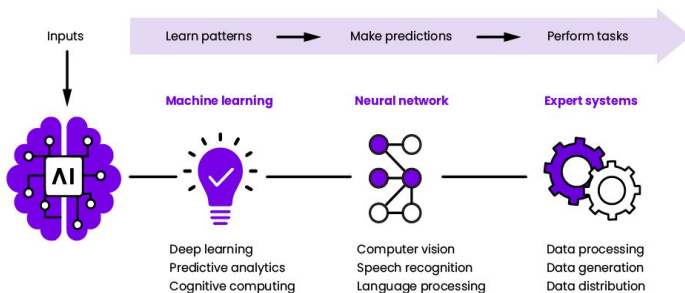 Inputs
Learn patterns
Make predictions
Perform tasks
Machine learning
Neural network
Expert systems
AI
Deep learning
Predictive analytics
Cognitive computing
Computer vision
Speech recognition
Language processing
Data processing
Data generation
Data distribution